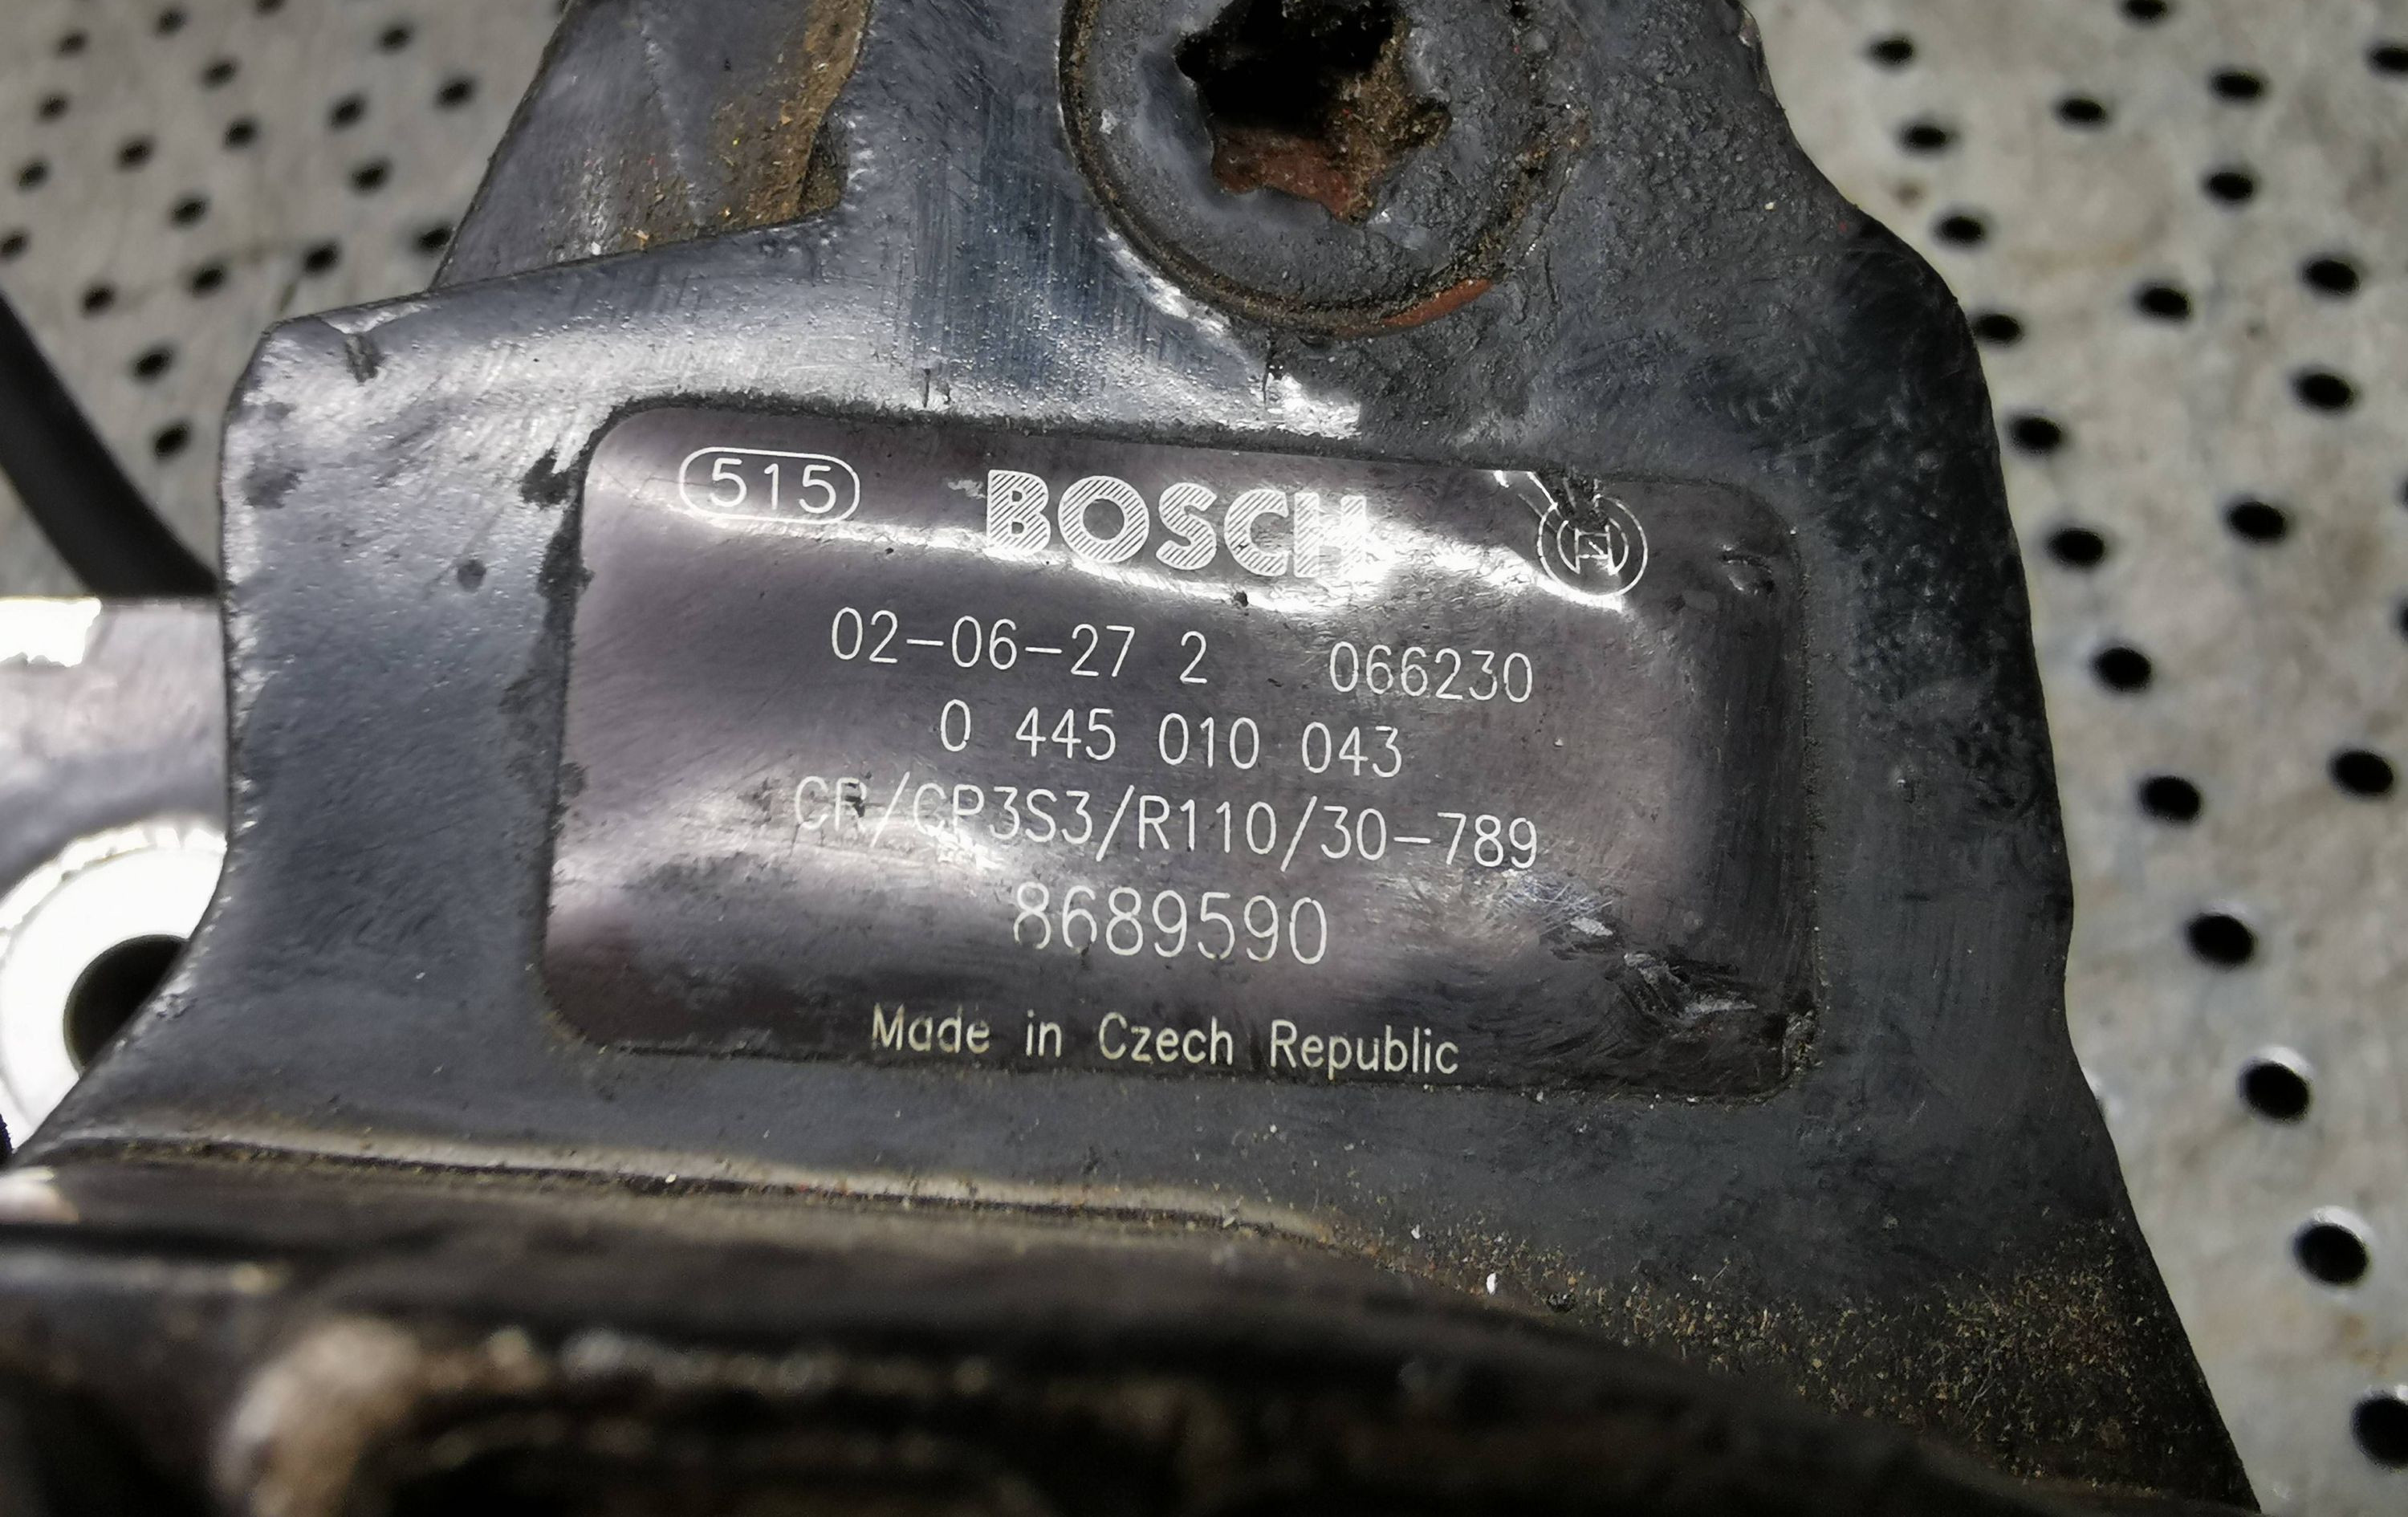 515 BOSCH
02-06-27 2 066230
0 445 010 043
CR/CP3S3/R110/30-789
8689590
Made in Czech Republic